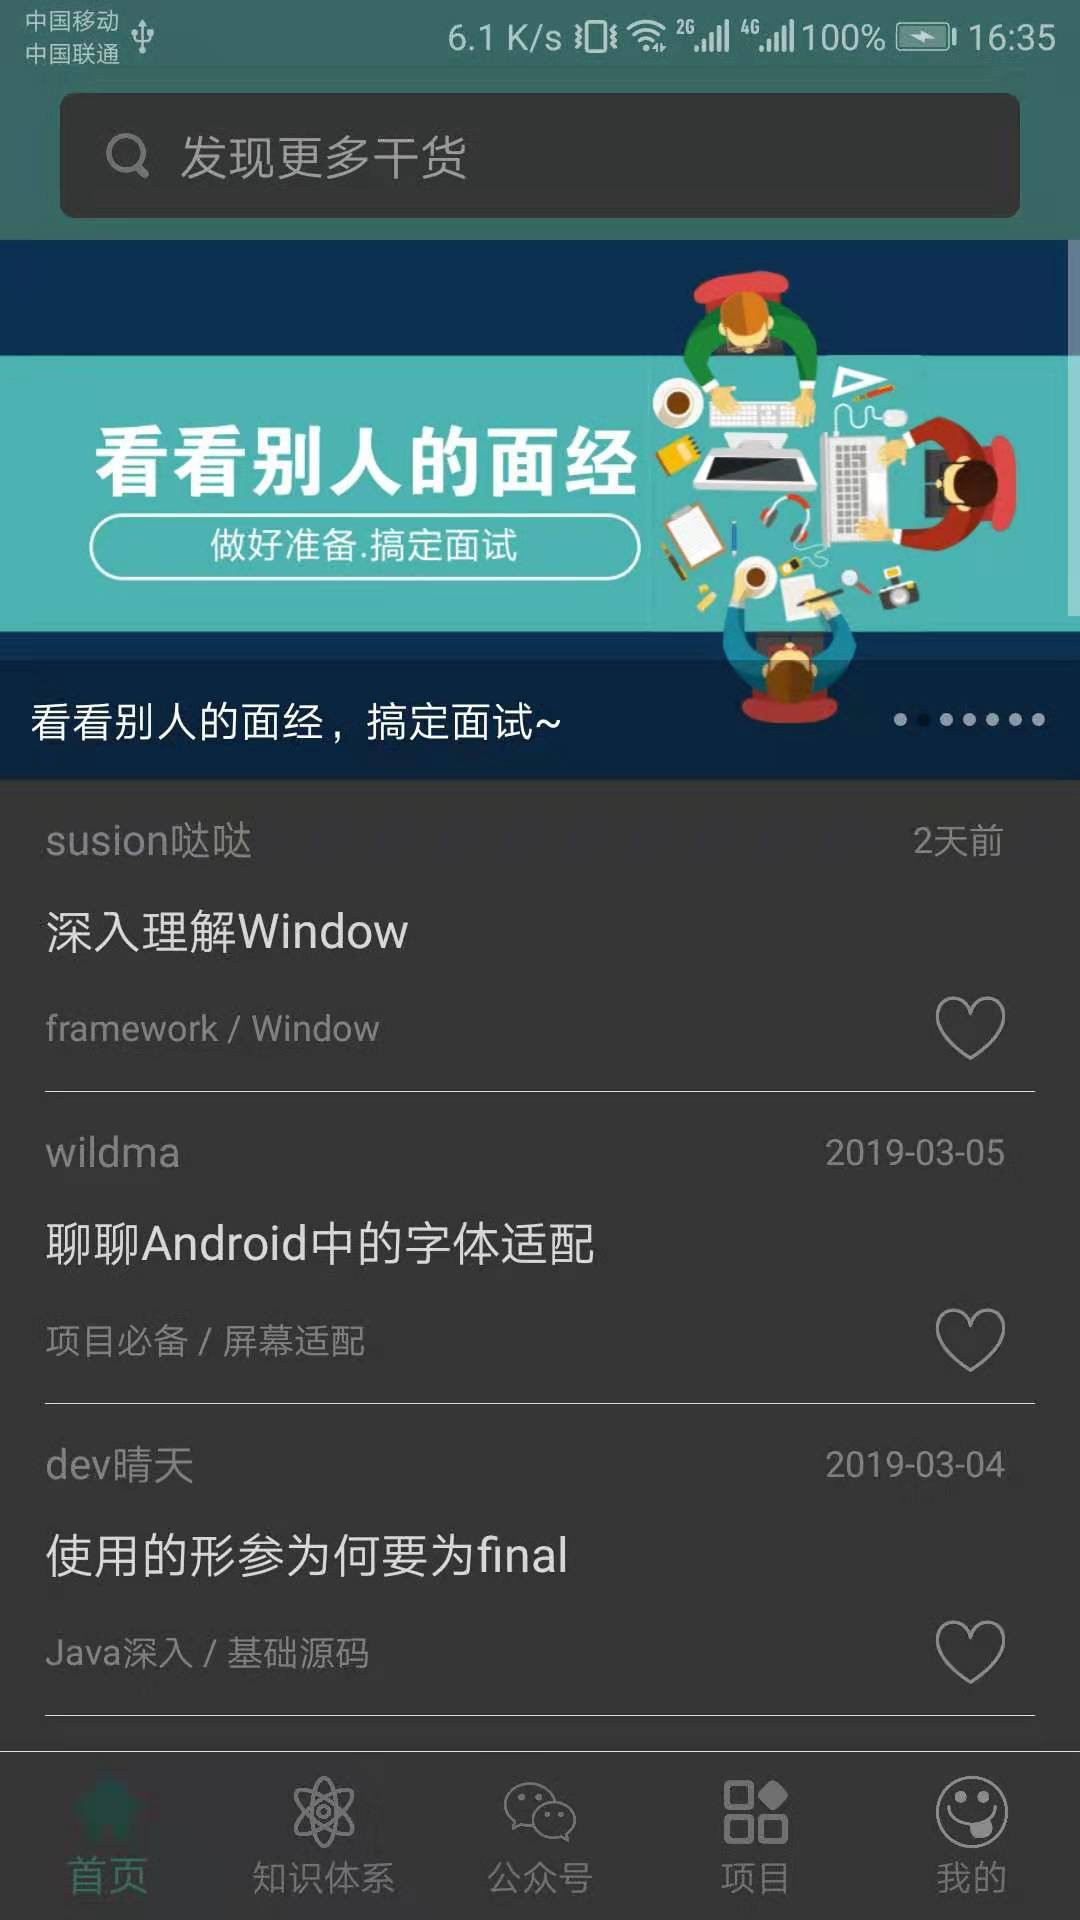 中国移动
中国联通
6.1 K/s 2G 4G 100% 16:35
发现更多干货
看看别人的面经
做好准备.搞定面试
看看别人的面经，搞定面试~
susion哒哒 2天前
深入理解Window
framework / Window
wildma 2019-03-05
聊聊Android中的字体适配
项目必备 / 屏幕适配
dev晴天 2019-03-04
使用的形参为何要为final
Java深入 / 基础源码
首页 知识体系 公众号 项目 我的